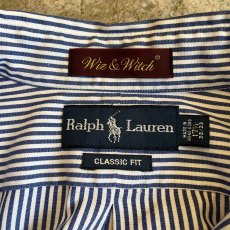 Wiz & Witch®
Ralph Lauren
CLASSIC FIT